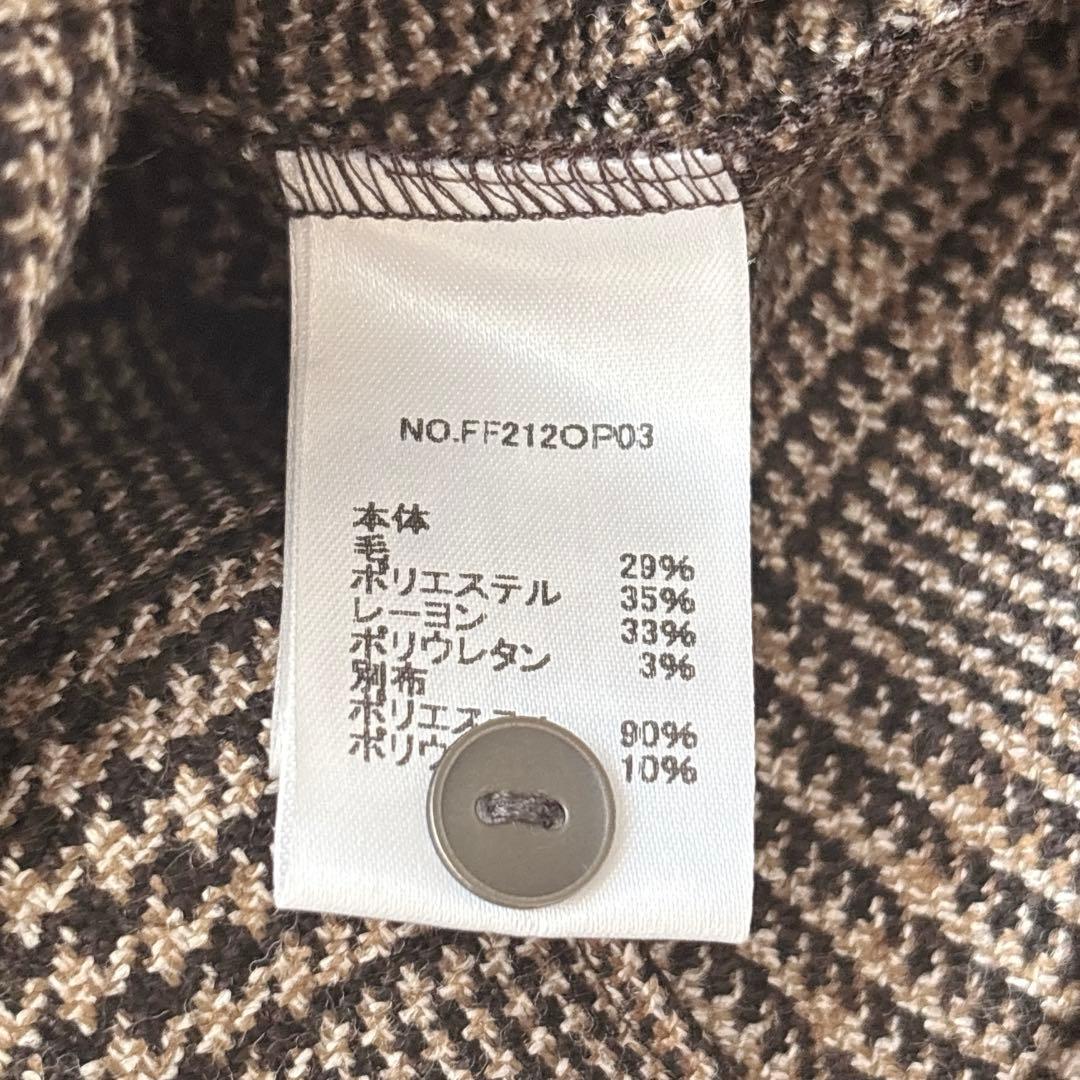 NO.FF212OP03
本体
毛 29%
ポリエステル 35%
レーヨン 33%
ポリウレタン 3%
別布
ポリエス 90%
ポリウ 10%